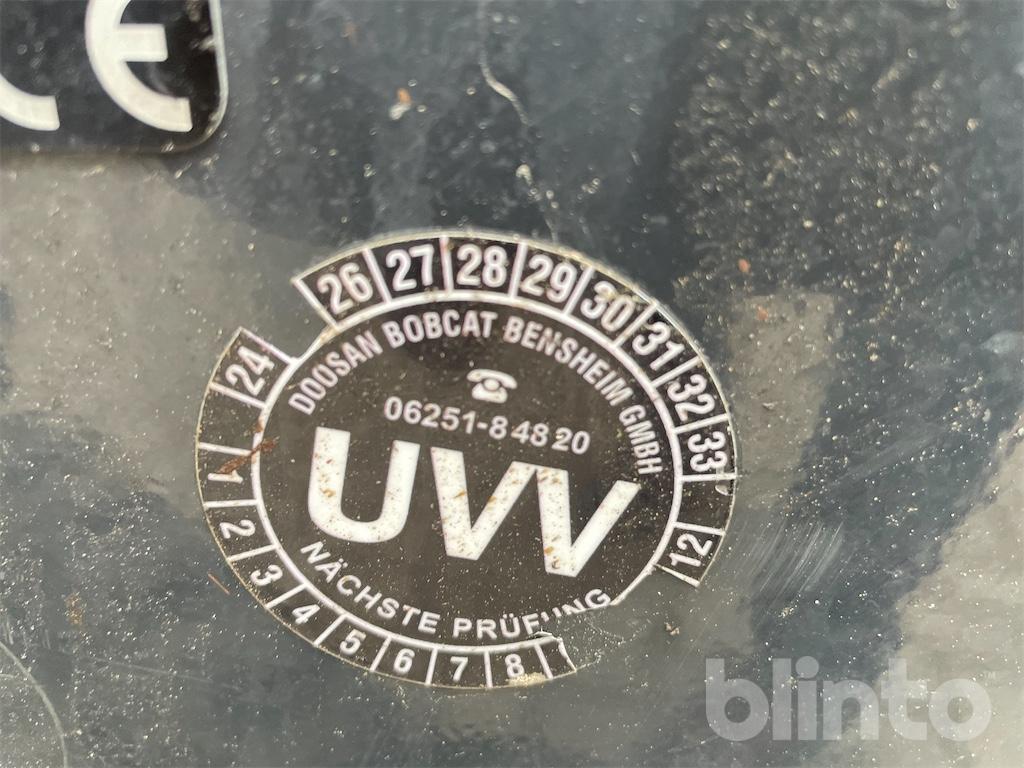 CE
26 27 28 29 30 31 32 33
24
DOOSAN BOBCAT BENSHEIM GMBH
06251-84820
UVV
NÄCHSTE PRÜFUNG
1 2 3 4 5 6 7 8
12
blinto